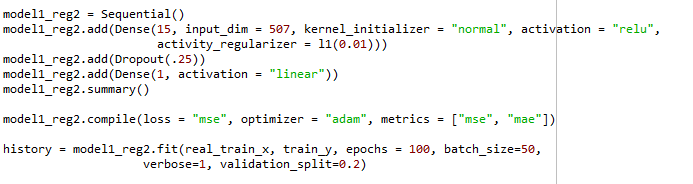 model1_reg2 = Sequential()
model1_reg2.add(Dense(15, input_dim = 507, kernel_initializer = "normal", activation = "relu",
activity_regularizer = l1(0.01)))
model1_reg2.add(Dropout(.25))
model1_reg2.add(Dense(1, activation = "linear"))
model1_reg2.summary()
model1_reg2.compile(loss = "mse", optimizer = "adam", metrics = ["mse", "mae"])
history = model1_reg2.fit(real_train_x, train_y, epochs = 100, batch_size=50,
verbose=1, validation_split=0.2)